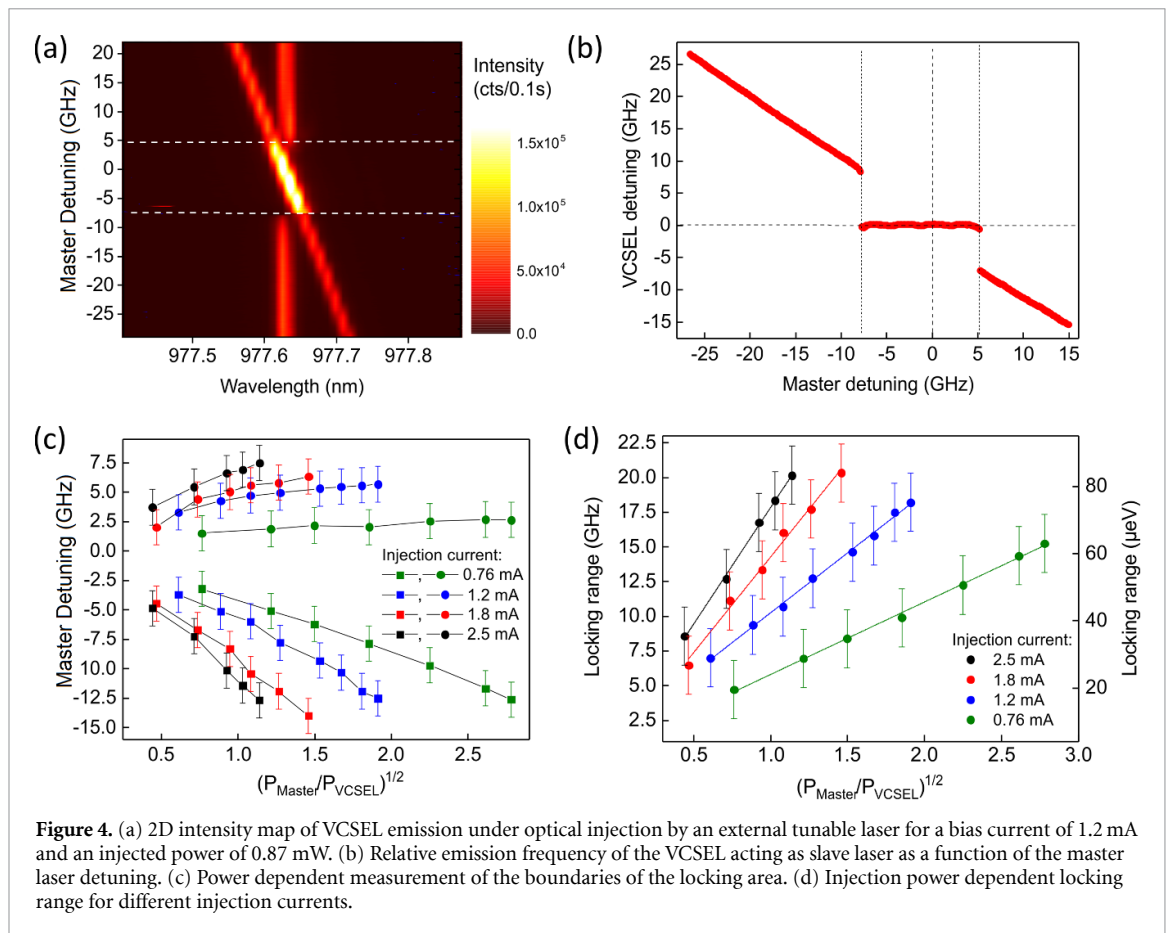 (a)
Master Detuning (GHz)
20
15
10
5
0
-5
-10
-15
-20
-25
977.5 977.6 977.7 977.8
Wavelength (nm)
Intensity
(cts/0.1s)
1.5x10⁵
1.0x10⁵
5.0x10⁴
0.0
(b)
VCSEL detuning (GHz)
25
20
15
10
5
0
-5
-10
-15
-25 -20 -15 -10 -5 0 5 10 15
Master detuning (GHz)
(c)
Master Detuning (GHz)
7.5
5.0
2.5
0.0
-2.5
-5.0
-7.5
-10.0
-12.5
-15.0
Injection current:
, 0.76 mA
, 1.2 mA
, 1.8 mA
, 2.5 mA
0.5 1.0 1.5 2.0 2.5
(P_Master/P_VCSEL)^1/2
(d)
Locking range (GHz)
22.5
20.0
17.5
15.0
12.5
10.0
7.5
5.0
2.5
Injection current:
2.5 mA
1.8 mA
1.2 mA
0.76 mA
80
60
40
20
Locking range (µeV)
0.5 1.0 1.5 2.0 2.5 3.0
(P_Master/P_VCSEL)^1/2
Figure 4. (a) 2D intensity map of VCSEL emission under optical injection by an external tunable laser for a bias current of 1.2 mA
and an injected power of 0.87 mW. (b) Relative emission frequency of the VCSEL acting as slave laser as a function of the master
laser detuning. (c) Power dependent measurement of the boundaries of the locking area. (d) Injection power dependent locking
range for different injection currents.